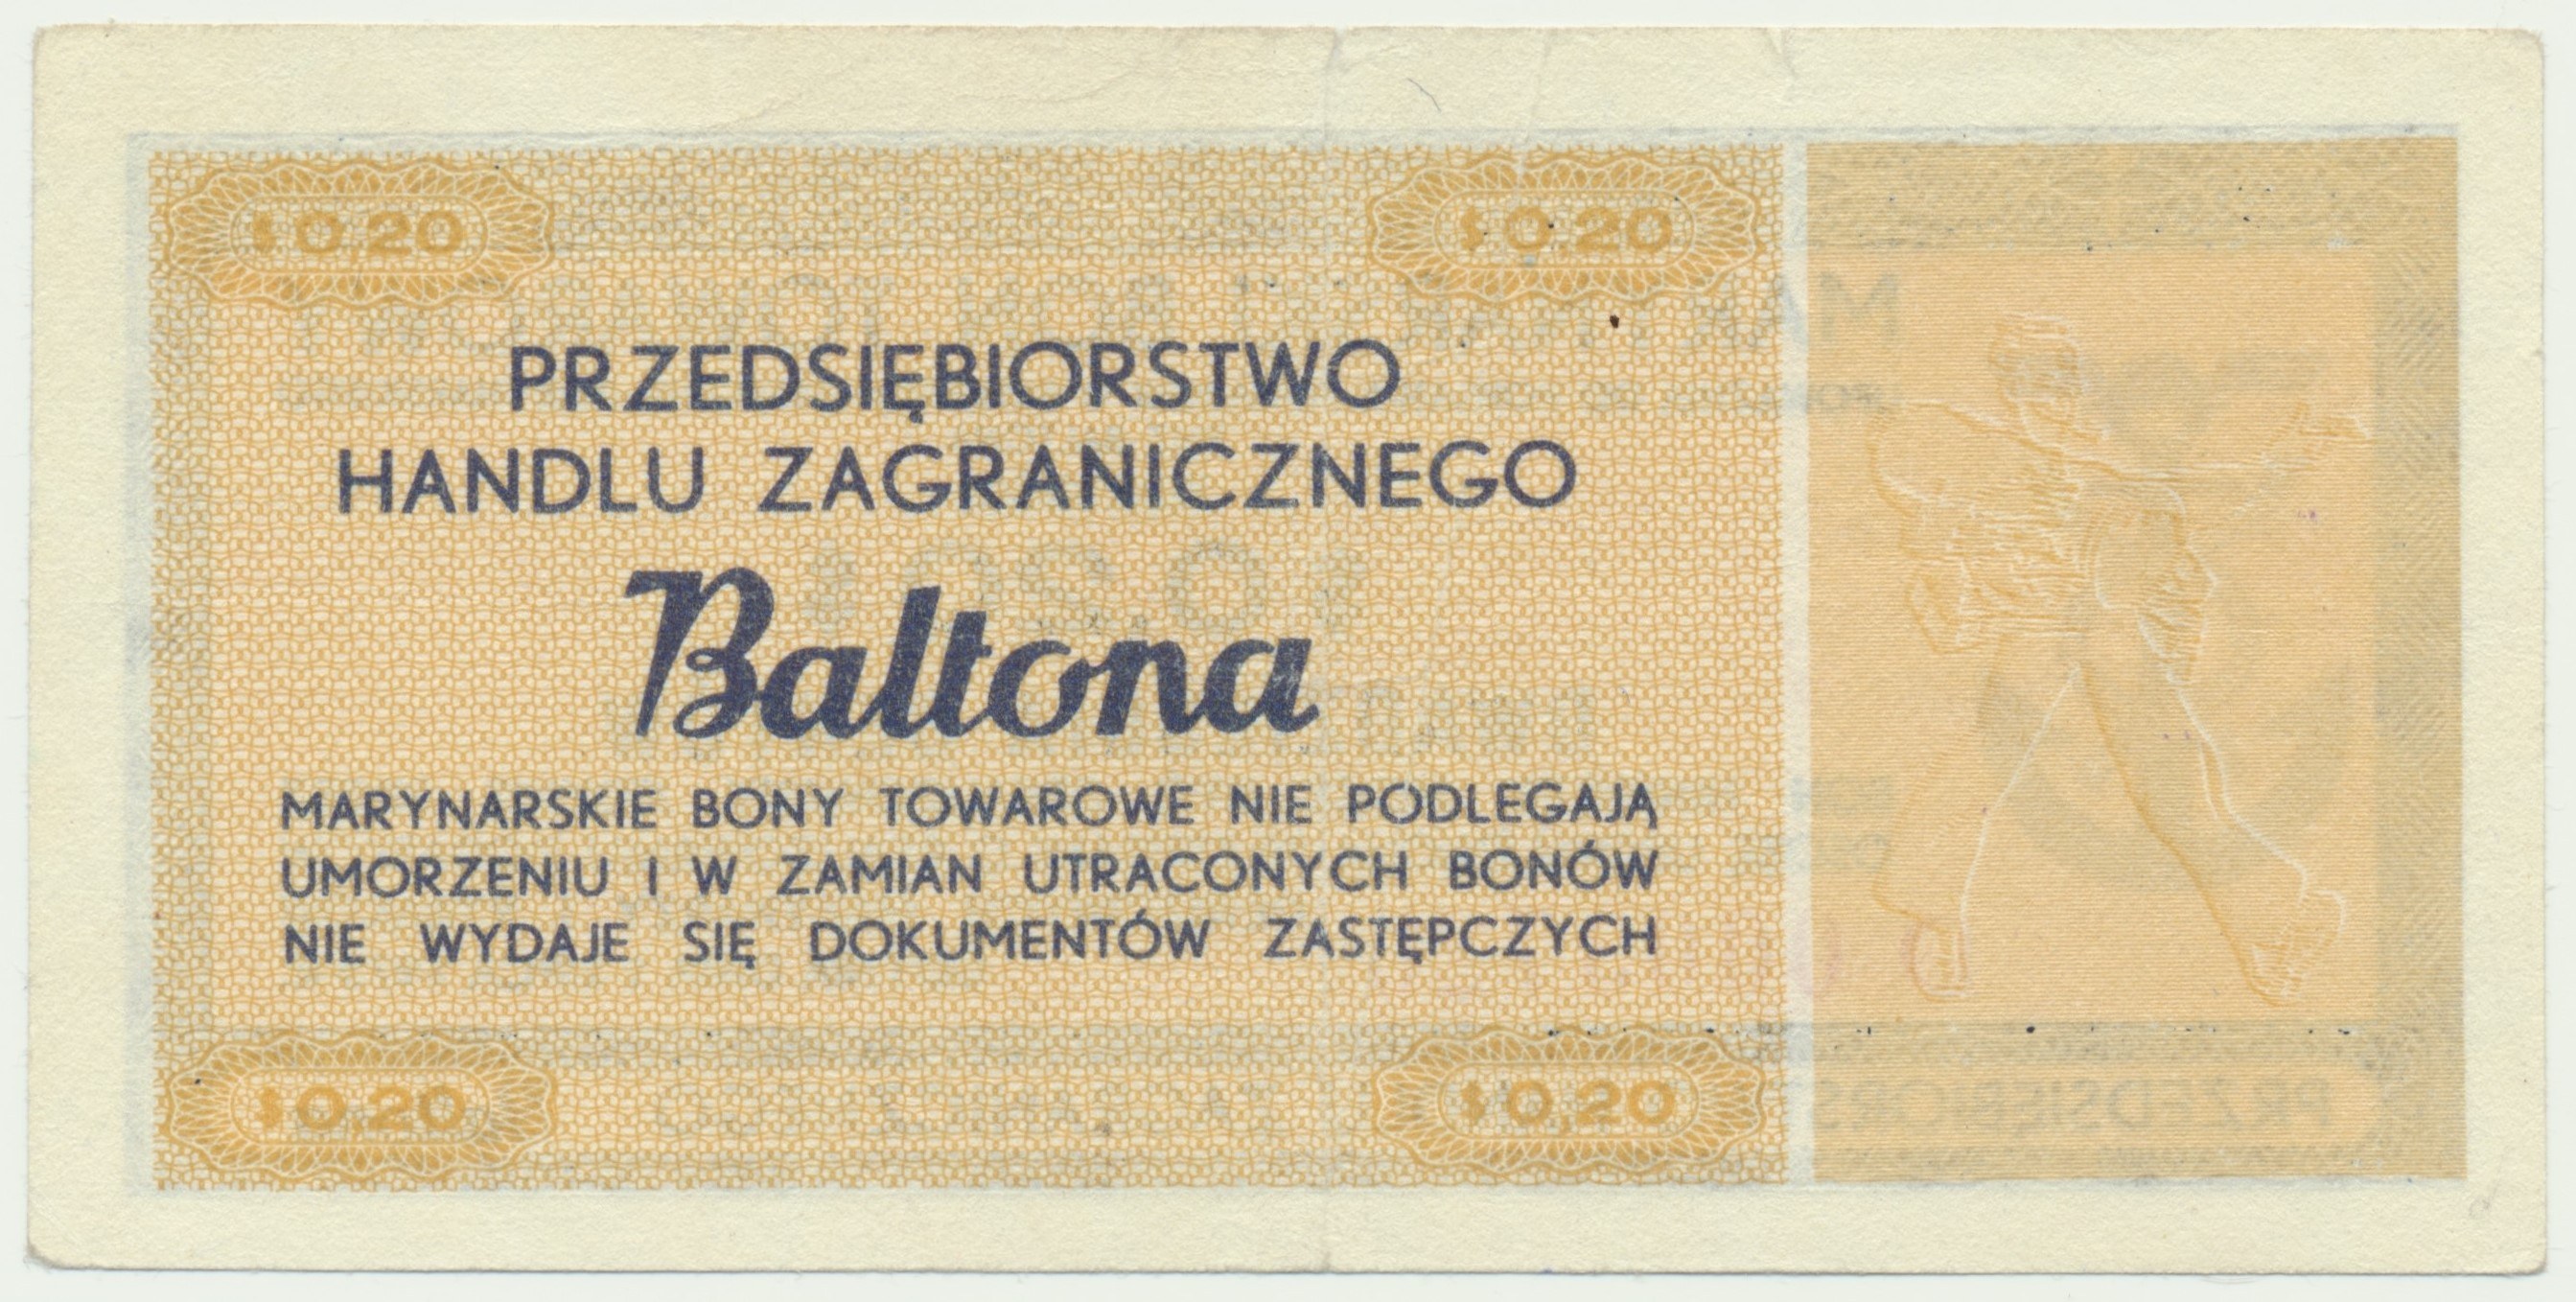 $0,20 $0,20
PRZEDSIĘBIORSTWO
HANDLU ZAGRANICZNEGO
Baltona
MARYNARSKIE BONY TOWAROWE NIE PODLEGAJĄ
UMORZENIU I W ZAMIAN UTRACONYCH BONÓW
NIE WYDAJE SIĘ DOKUMENTÓW ZASTĘPCZYCH
$0,20 $0,20